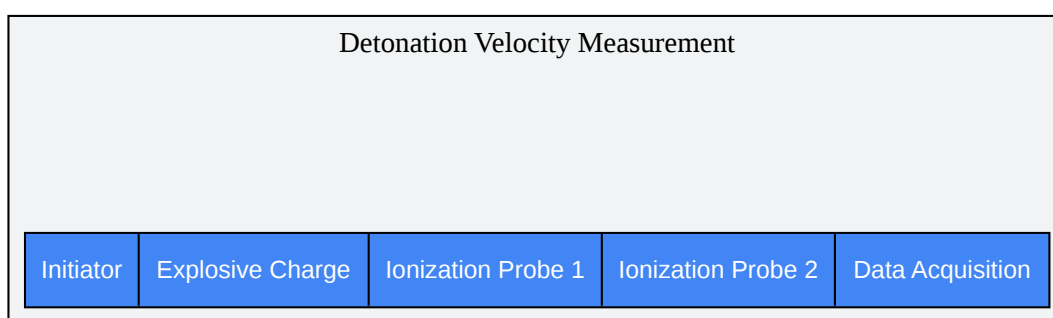 Detonation Velocity Measurement
Initiator
Explosive Charge
Ionization Probe 1
Ionization Probe 2
Data Acquisition